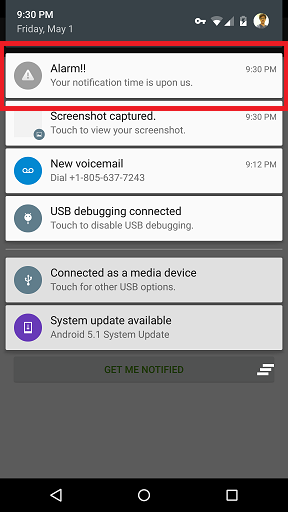 9:30 PM
Friday, May 1
Alarm!!
9:30 PM
Your notification time is upon us.
Screenshot captured.
9:30 PM
Touch to view your screenshot.
New voicemail
9:12 PM
Dial +1-805-637-7243
USB debugging connected
Touch to disable USB debugging.
Connected as a media device
Touch for other USB options.
System update available
Android 5.1 System Update
GET ME NOTIFIED